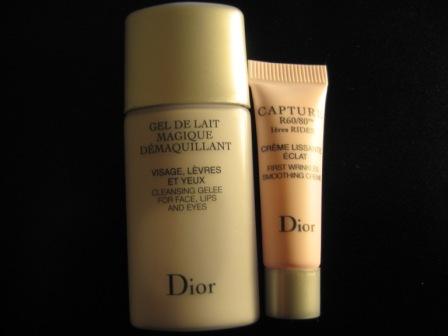 GEL DE LAIT
MAGIQUE
DÉMAQUILLANT
VISAGE, LÈVRES
ET YEUX
CLEANSING GELEE
FOR FACE, LIPS
AND EYES
Dior
CAPTURE
R60/80™
1ères RIDES
CRÈME LISSANTE
ÉCLAT
FIRST WRINKLES
SMOOTHING CREME
Dior